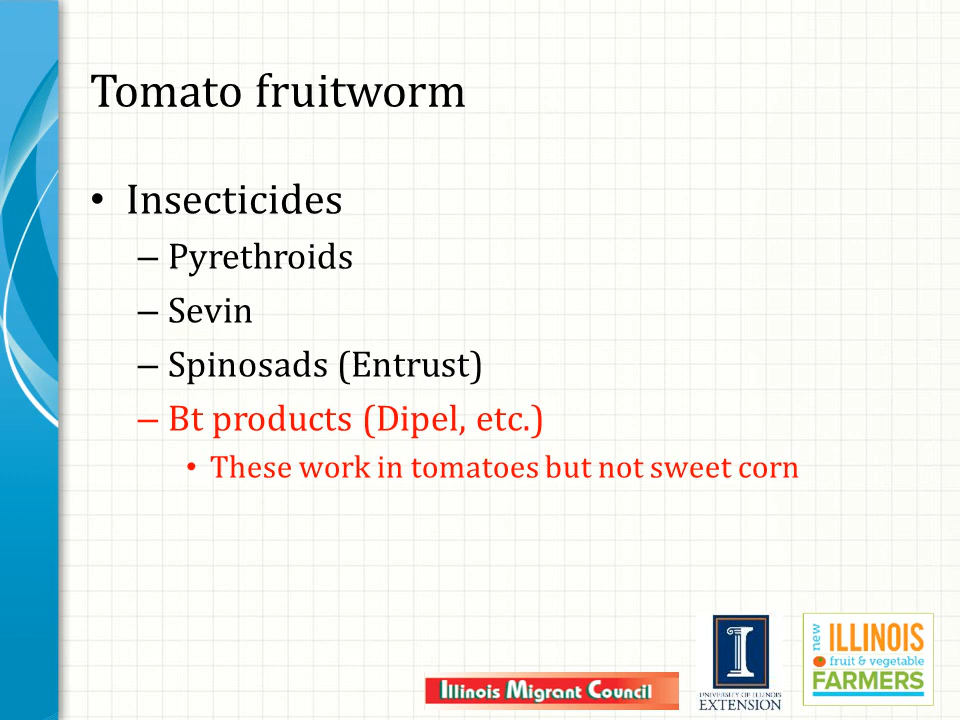 Tomato fruitworm
• Insecticides
– Pyrethroids
– Sevin
– Spinosads (Entrust)
– Bt products (Dipel, etc.)
• These work in tomatoes but not sweet corn
Illinois Migrant Council
I
UNIVERSITY OF ILLINOIS
EXTENSION
new
ILLINOIS
fruit & vegetable
FARMERS